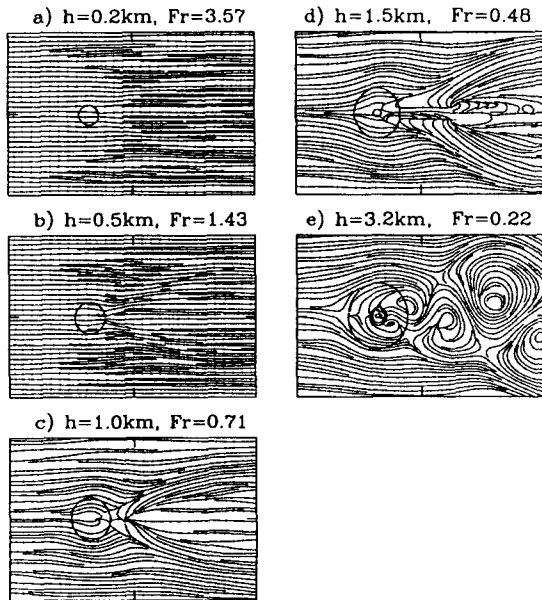 a) h=0.2km, Fr=3.57
b) h=0.5km, Fr=1.43
c) h=1.0km, Fr=0.71
d) h=1.5km, Fr=0.48
e) h=3.2km, Fr=0.22